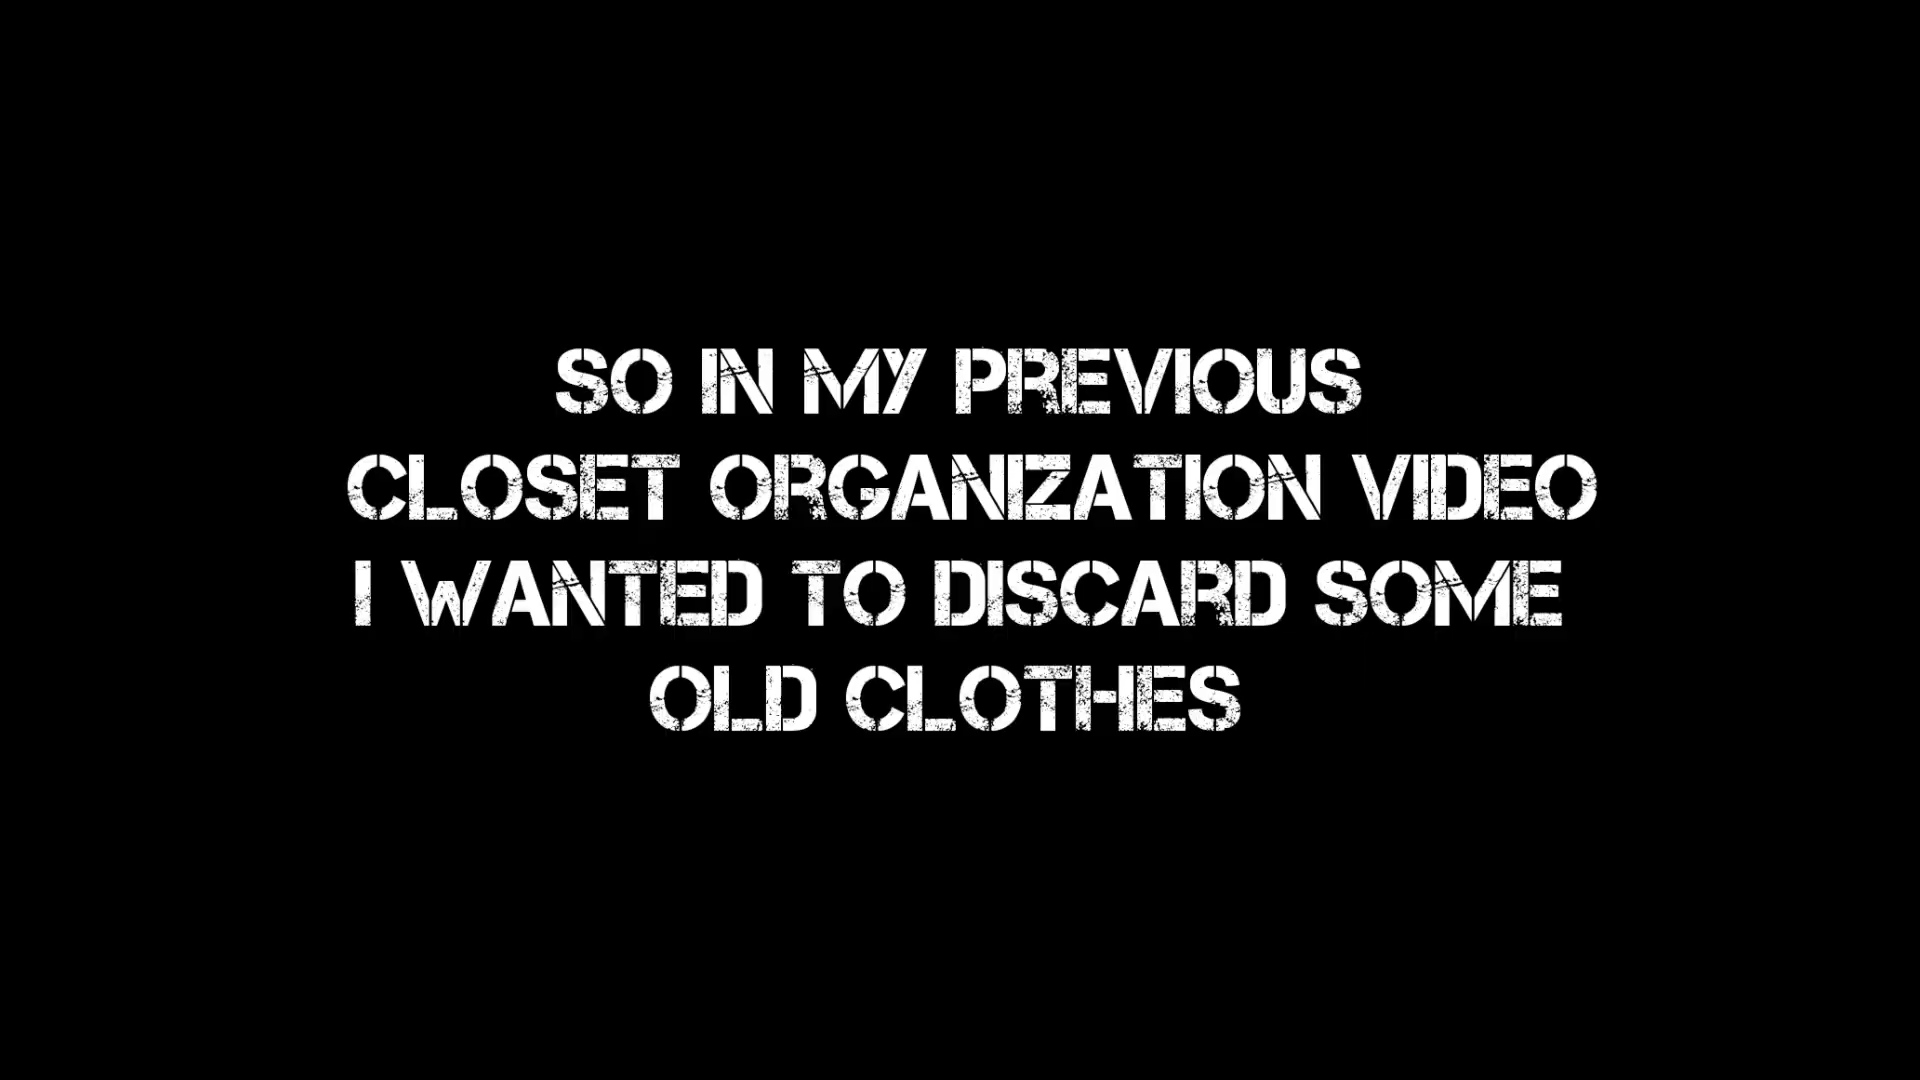 SO IN MY PREVIOUS
CLOSET ORGANIZATION VIDEO
I WANTED TO DISCARD SOME
OLD CLOTHES